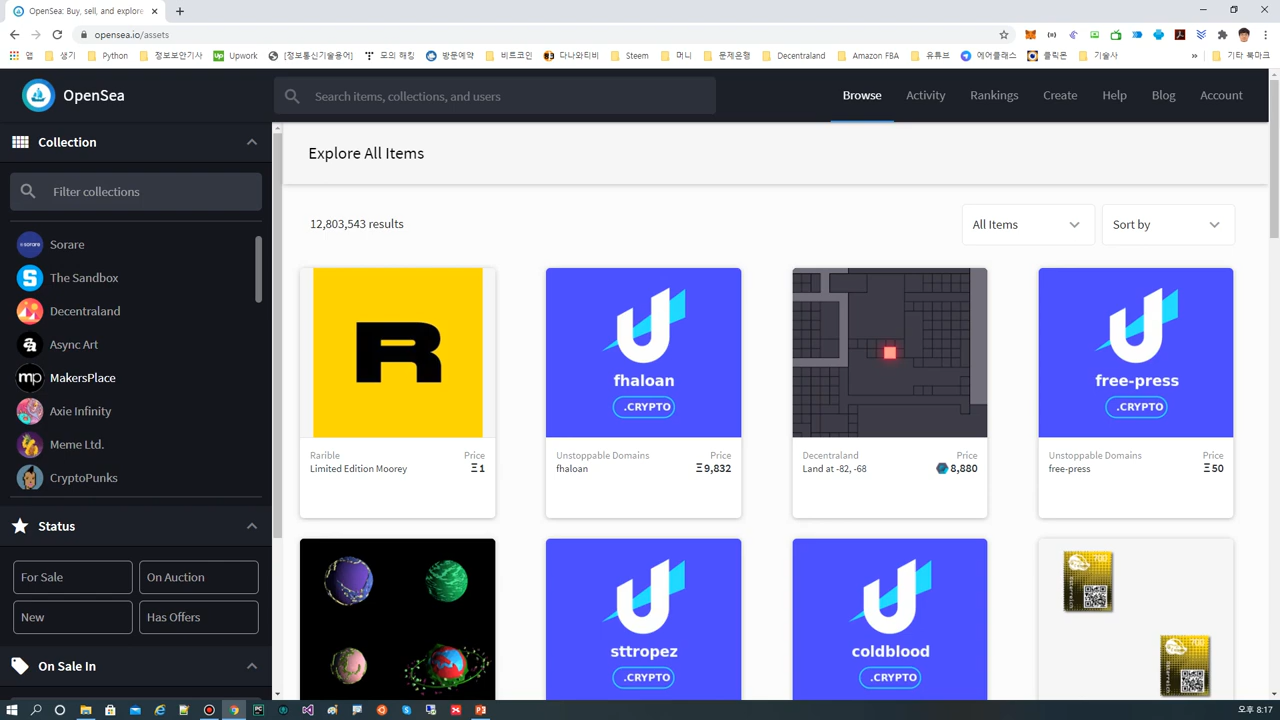 OpenSea: Buy, sell, and explore
opensea.io/assets
앱
생기
Python
정보보안기사
Upwork
[정보통신기술용어]
모의 해킹
방문예약
비트코인
다나와티비
Steem
머니
문제은행
Decentraland
Amazon FBA
유튜브
에어클래스
클릭몬
기술사
»
기타 북마크
OpenSea
Search items, collections, and users
Browse
Activity
Rankings
Create
Help
Blog
Account
Collection
Filter collections
Sorare
The Sandbox
Decentraland
Async Art
MakersPlace
Axie Infinity
Meme Ltd.
CryptoPunks
Status
For Sale
On Auction
New
Has Offers
On Sale In
Explore All Items
12,803,543 results
All Items
Sort by
R
Rarible Price
Limited Edition Moorey Ξ 1
fhaloan
.CRYPTO
Unstoppable Domains Price
fhaloan Ξ 9,832
Decentraland Price
Land at -82, -68 8,880
free-press
.CRYPTO
Unstoppable Domains Price
free-press Ξ 50
sttropez
.CRYPTO
coldblood
.CRYPTO
700
오후 8:17